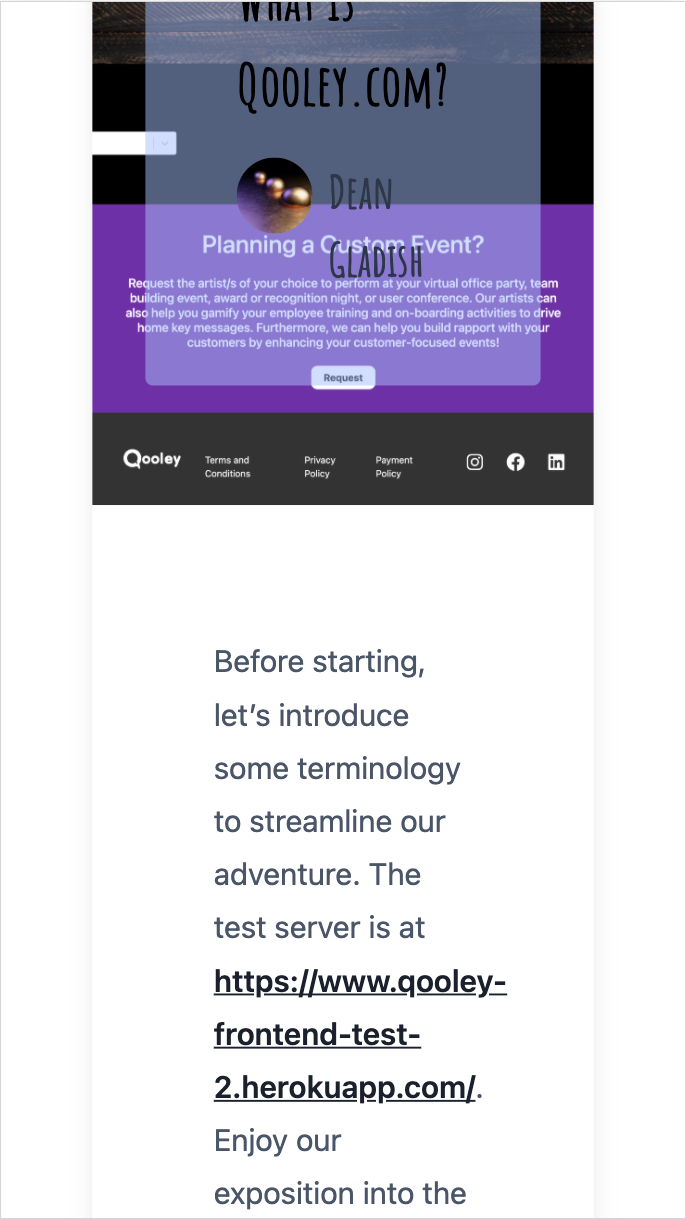 What is
Qooley.com?
Dean
Gladish
Planning a Custom Event?
Request the artist/s of your choice to perform at your virtual office party, team
building event, award or recognition night, or user conference. Our artists can
also help you gamify your employee training and on-boarding activities to drive
home key messages. Furthermore, we can help you build rapport with your
customers by enhancing your customer-focused events!
Request
Qooley
Terms and
Conditions
Privacy
Policy
Payment
Policy
Before starting,
let’s introduce
some terminology
to streamline our
adventure. The
test server is at
https://www.qooley-
frontend-test-
2.herokuapp.com/.
Enjoy our
exposition into the